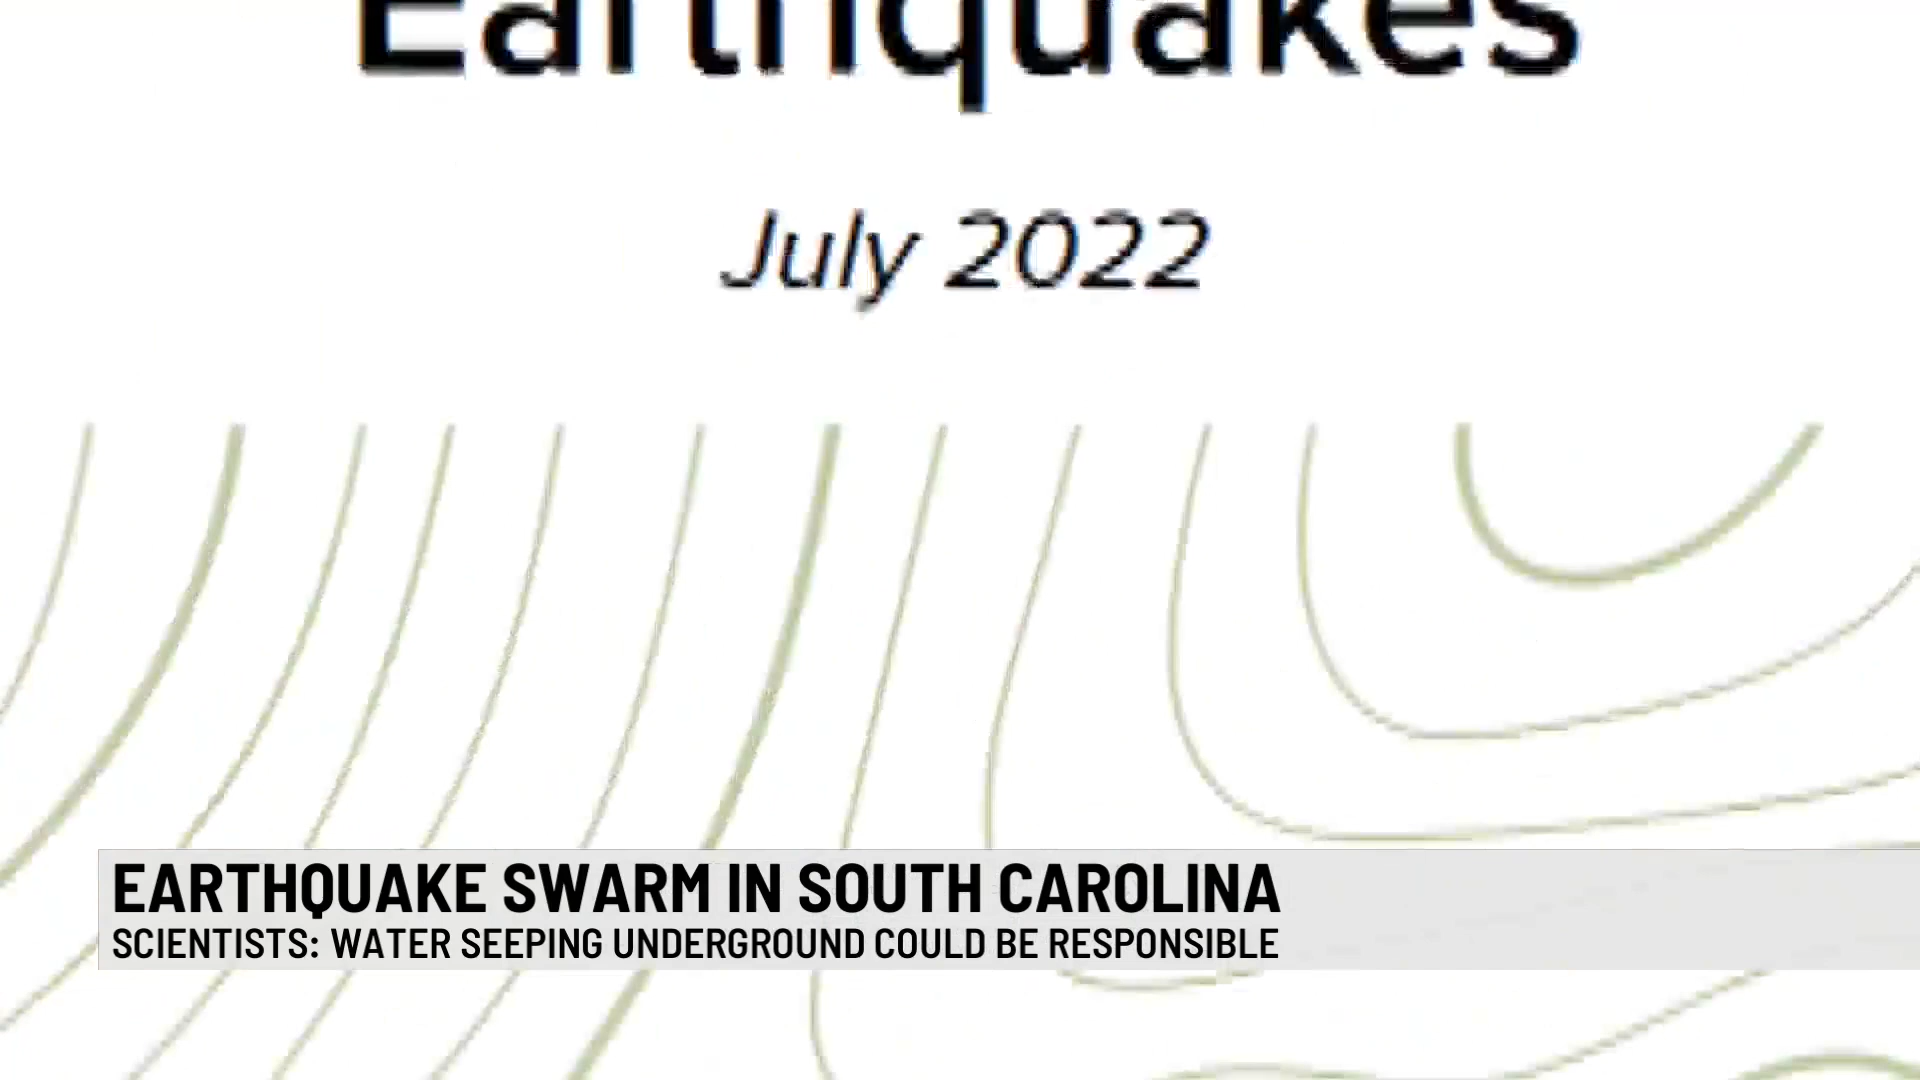 Earthquakes
July 2022
EARTHQUAKE SWARM IN SOUTH CAROLINA
SCIENTISTS: WATER SEEPING UNDERGROUND COULD BE RESPONSIBLE